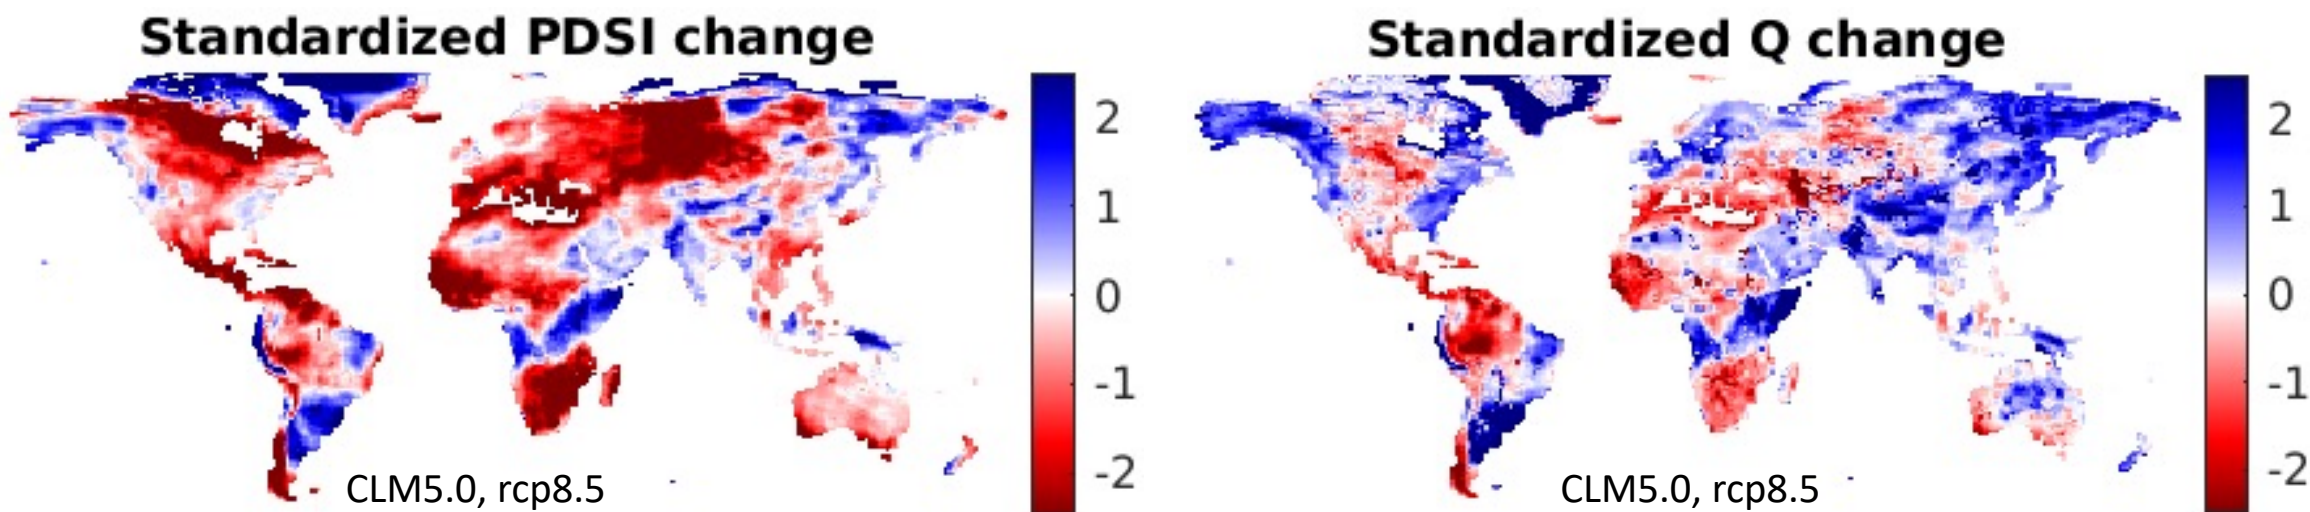 Standardized PDSI change
2
1
0
-1
-2
CLM5.0, rcp8.5
Standardized Q change
2
1
0
-1
-2
CLM5.0, rcp8.5